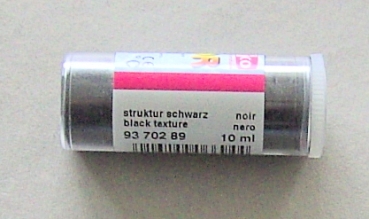 struktur schwarz noir
black texture nero
93 702 89 10 ml